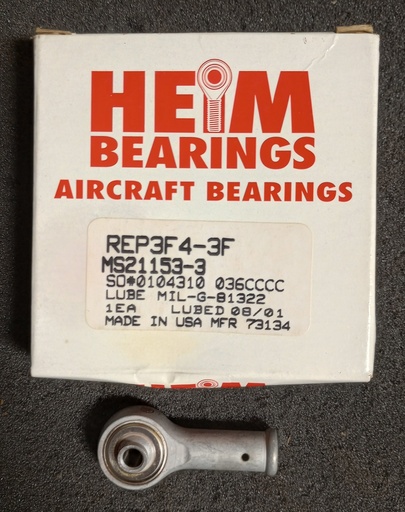 HEIM
BEARINGS
AIRCRAFT BEARINGS
REP3F4-3F
MS21153-3
SO#0104310 036CCCC
LUBE MIL-G-81322
1EA LUBED 08/01
MADE IN USA MFR 73134
HEIM